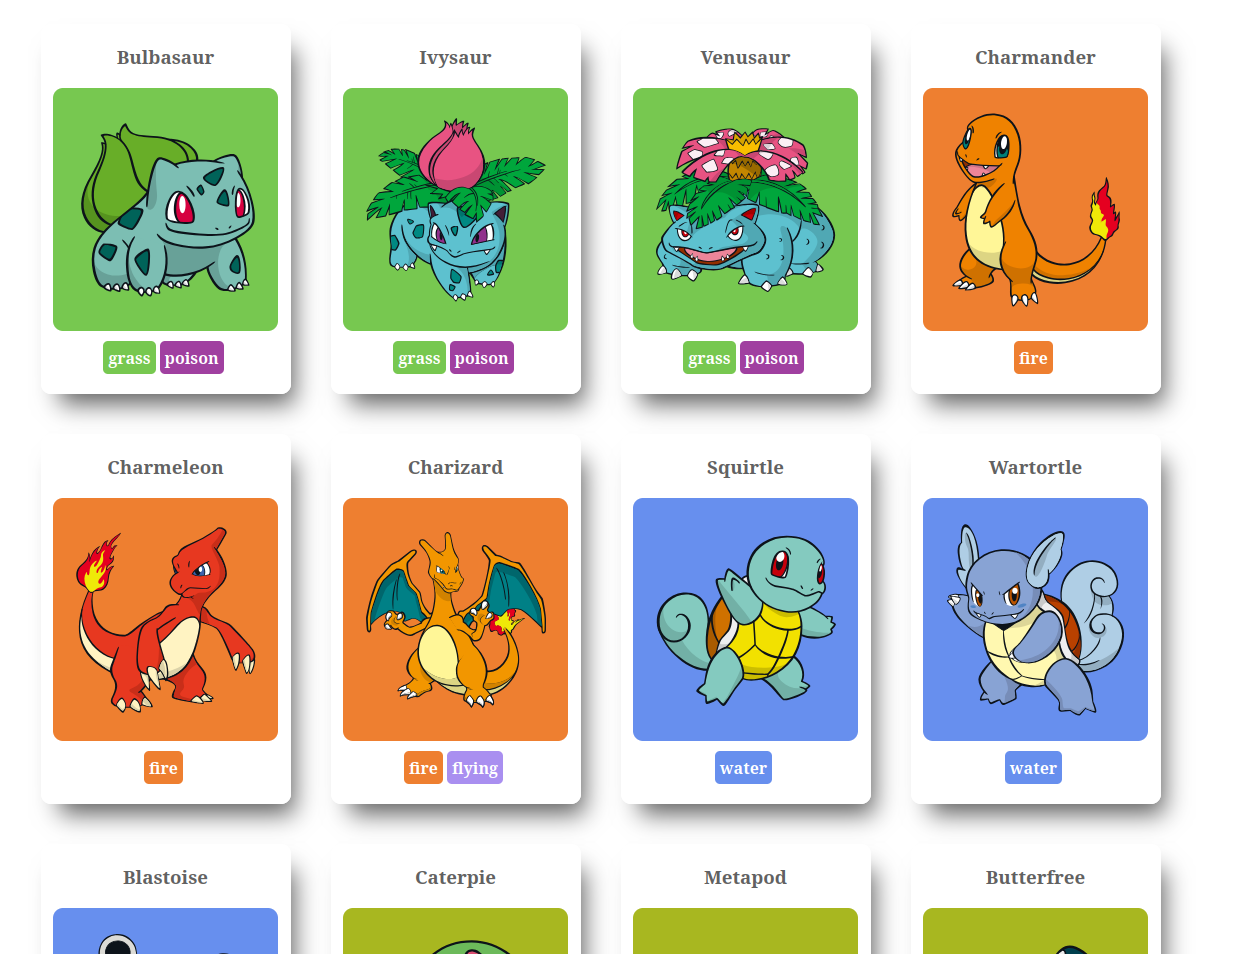 Bulbasaur Ivysaur Venusaur Charmander
grass poison grass poison grass poison fire
Charmeleon Charizard Squirtle Wartortle
fire fire flying water water
Blastoise Caterpie Metapod Butterfree